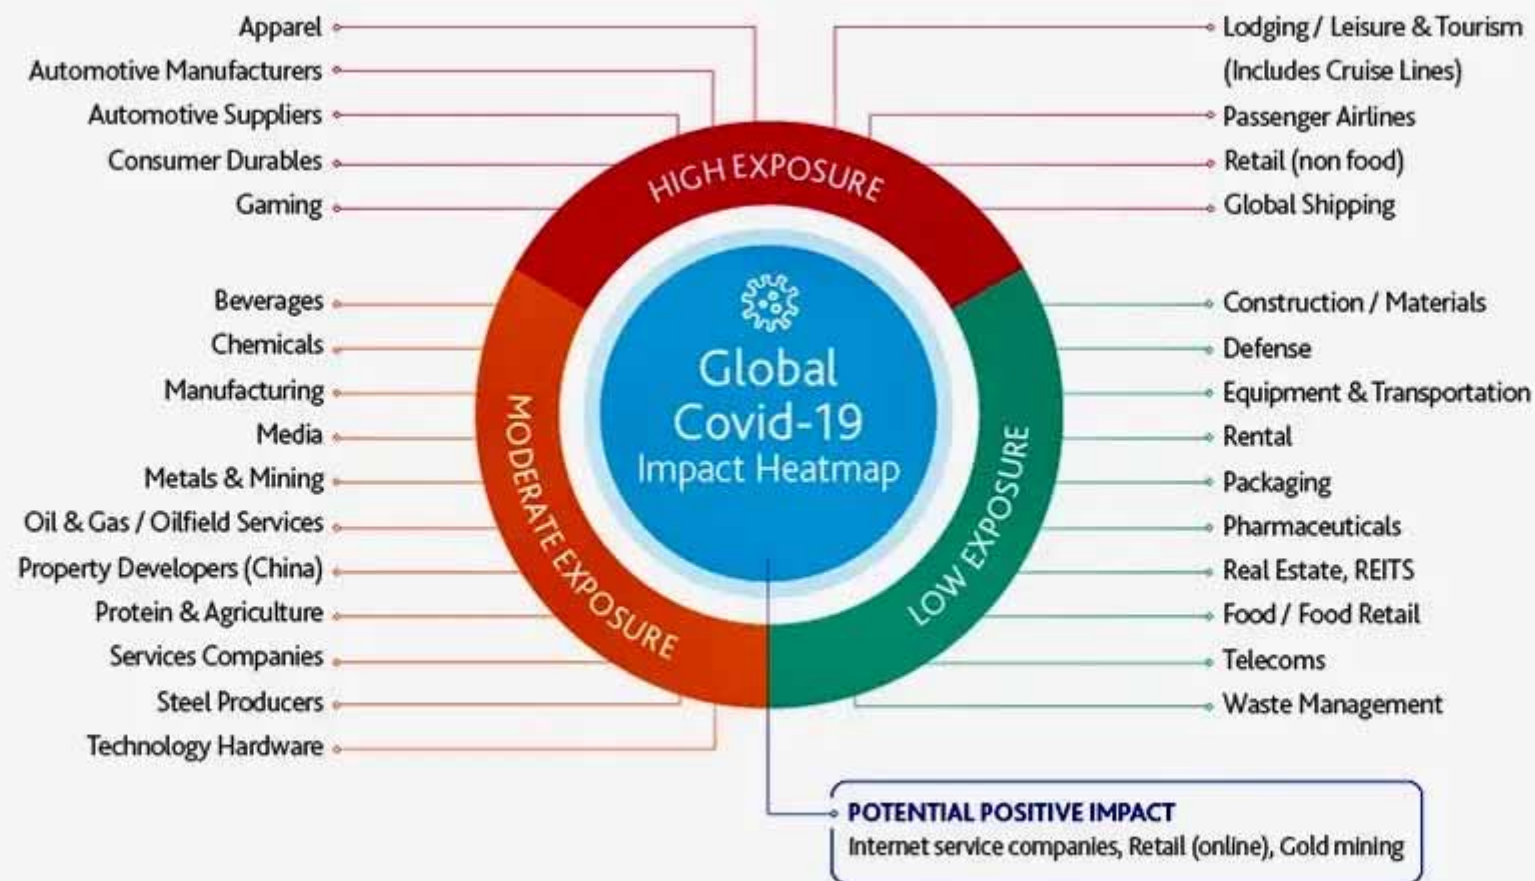 Apparel
Automotive Manufacturers
Automotive Suppliers
Consumer Durables
Gaming
Lodging / Leisure & Tourism
(Includes Cruise Lines)
Passenger Airlines
Retail (non food)
Global Shipping
HIGH EXPOSURE
Beverages
Chemicals
Manufacturing
Media
Metals & Mining
Oil & Gas / Oilfield Services
Property Developers (China)
Protein & Agriculture
Services Companies
Steel Producers
Technology Hardware
MODERATE EXPOSURE
Global
Covid-19
Impact Heatmap
LOW EXPOSURE
Construction / Materials
Defense
Equipment & Transportation
Rental
Packaging
Pharmaceuticals
Real Estate, REITS
Food / Food Retail
Telecoms
Waste Management
POTENTIAL POSITIVE IMPACT
Internet service companies, Retail (online), Gold mining